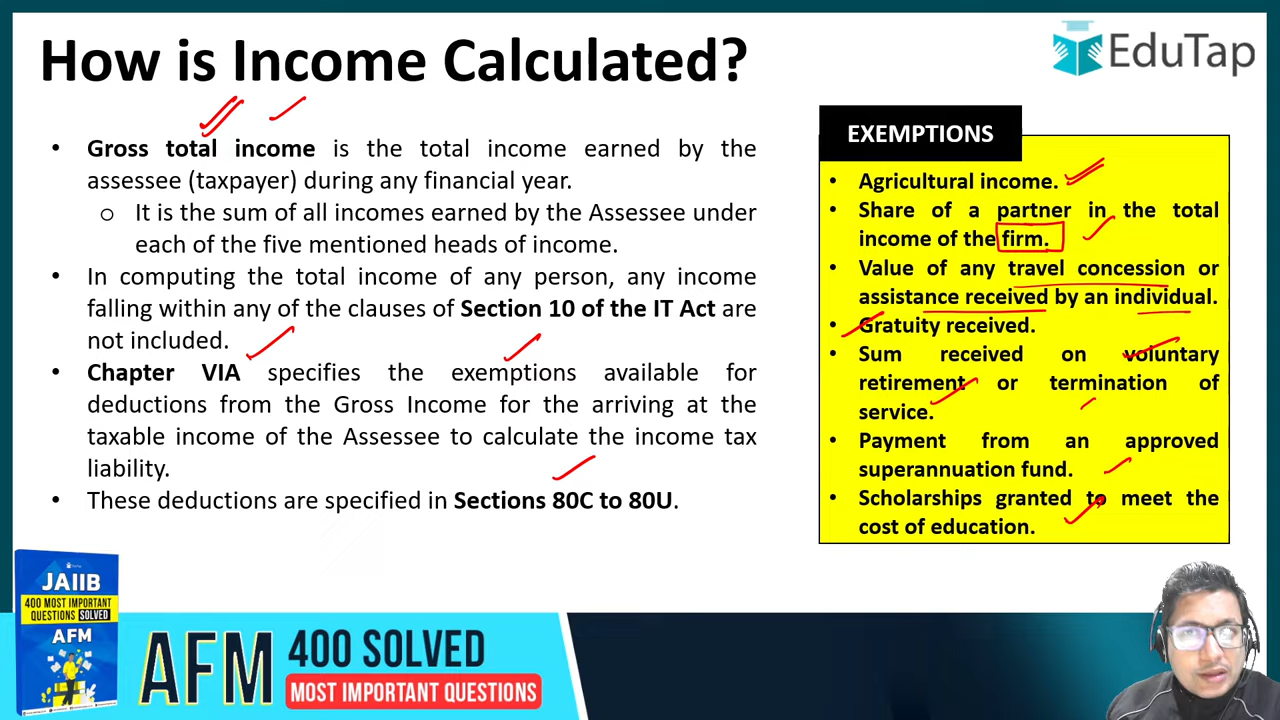 How is Income Calculated?
EduTap
• Gross total income is the total income earned by the
assessee (taxpayer) during any financial year.
o It is the sum of all incomes earned by the Assessee under
each of the five mentioned heads of income.
• In computing the total income of any person, any income
falling within any of the clauses of Section 10 of the IT Act are
not included.
• Chapter VIA specifies the exemptions available for
deductions from the Gross Income for the arriving at the
taxable income of the Assessee to calculate the income tax
liability.
• These deductions are specified in Sections 80C to 80U.
EXEMPTIONS
• Agricultural income.
• Share of a partner in the total
income of the firm.
• Value of any travel concession or
assistance received by an individual.
• Gratuity received.
• Sum received on voluntary
retirement or termination of
service.
• Payment from an approved
superannuation fund.
• Scholarships granted to meet the
cost of education.
JAIIB
400 MOST IMPORTANT
QUESTIONS SOLVED
AFM
AFM
400 SOLVED
MOST IMPORTANT QUESTIONS